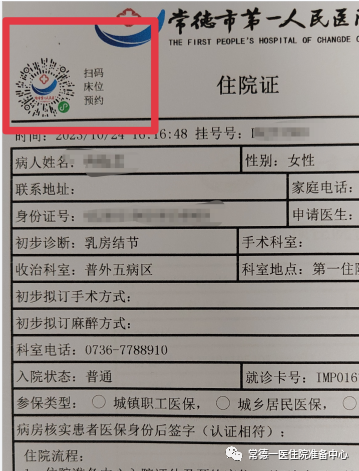 常德市第一人民医院
THE FIRST PEOPLE'S HOSPITAL OF CHANGDE
扫码
床位
预约
住院证
时间: 2023/10/24 10:16:48 挂号号:
病人姓名: 性别: 女性
联系地址: 家庭电话:
身份证号: 申请医生:
初步诊断: 乳房结节 手术科室:
收治科室: 普外五病区 科室地点: 第一住院
初步拟订手术方式:
初步拟订麻醉方式:
科室电话: 0736-7788910
入院状态: 普通 就诊卡号: IMP016
参保类型: ○ 城镇职工医保, ○ 城乡居民医保,
病房核实患者医保身份后签字(认证相符):
住院流程:
常德一医住院准备中心